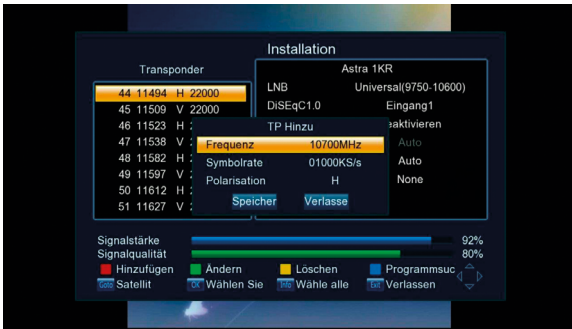 Installation
Transponder
Astra 1KR
44 11494 H 22000
LNB Universal(9750-10600)
45 11509 V 22000
DiSEqC1.0 Eingang1
46 11523 H
TP Hinzu
47 11538 V
Frequenz 10700MHz
Auto
48 11582 H
Symbolrate 01000KS/s
Auto
49 11597 V
Polarisation H
None
50 11612 H
Speicher Verlasse
51 11627 V
Signalstärke 92%
Signalqualität 80%
Hinzufügen Ändern Löschen Programmsuc
Goto Satellit OK Wählen Sie Info Wähle alle Exit Verlassen